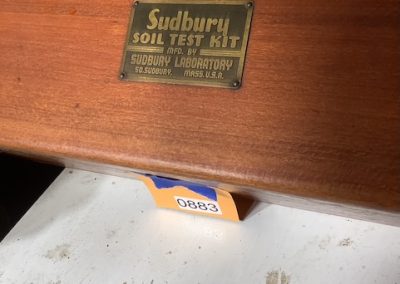 Sudbury
SOIL TEST KIT
MFD. BY
SUDBURY LABORATORY
SO. SUDBURY, MASS. U.S.A.
0883